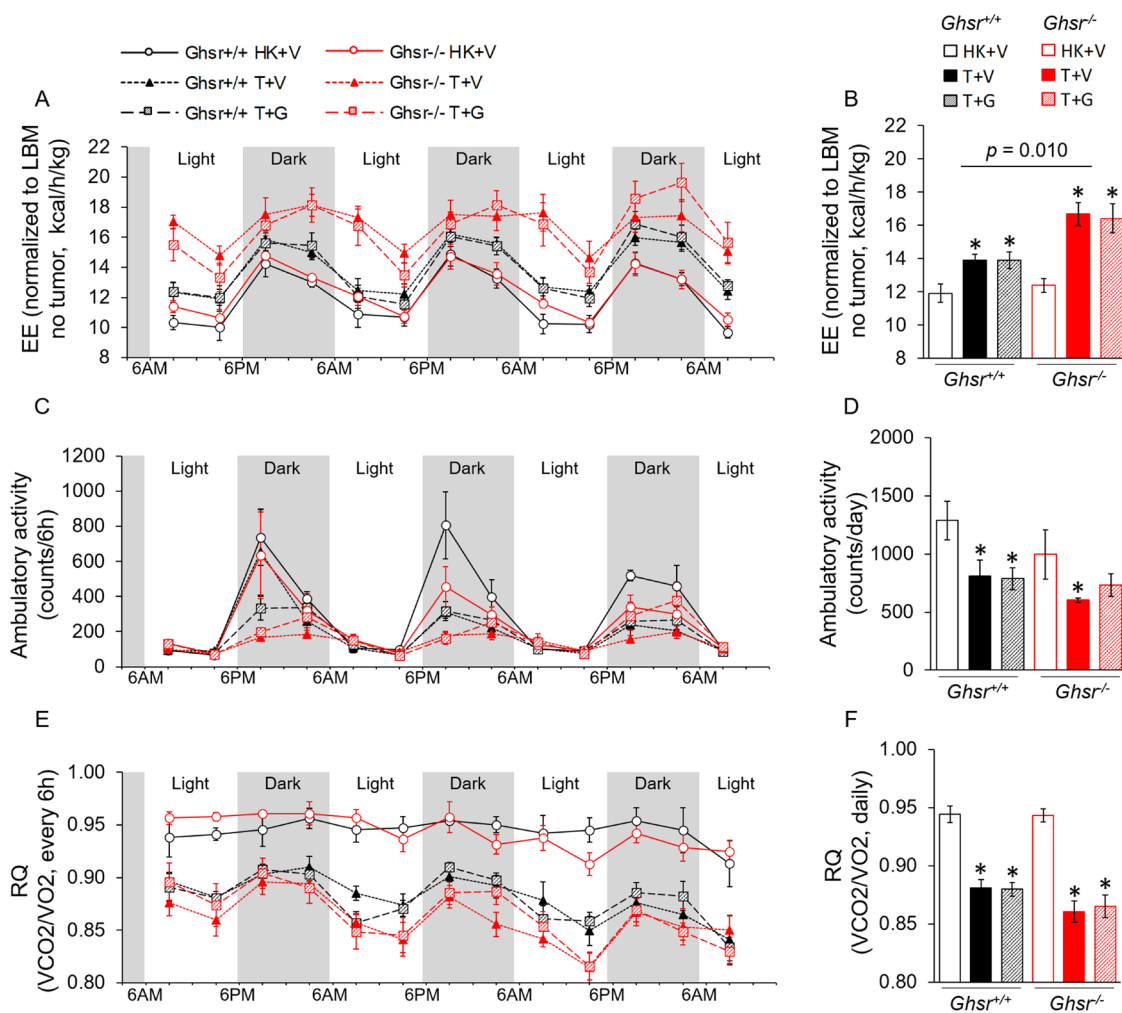 Ghsr+/+ HK+V
Ghsr-/- HK+V
Ghsr+/+ T+V
Ghsr-/- T+V
Ghsr+/+ T+G
Ghsr-/- T+G
Ghsr+/+ Ghsr-/-
HK+V HK+V
T+V T+V
T+G T+G
A
EE (normalized to LBM
no tumor, kcal/h/kg)
22
20
18
16
14
12
10
8
Light Dark Light Dark Light Dark Light
6AM 6PM 6AM 6PM 6AM 6PM 6AM
B
EE (normalized to LBM
no tumor, kcal/h/kg)
22
20
18
16
14
12
10
8
p = 0.010
* * * *
Ghsr+/+ Ghsr-/-
C
Ambulatory activity
(counts/6h)
1200
1000
800
600
400
200
0
Light Dark Light Dark Light Dark Light
6AM 6PM 6AM 6PM 6AM 6PM 6AM
D
Ambulatory activity
(counts/day)
2000
1500
1000
500
0
* * *
Ghsr+/+ Ghsr-/-
E
RQ
(VCO2/VO2, every 6h)
1.00
0.95
0.90
0.85
0.80
Light Dark Light Dark Light Dark Light
6AM 6PM 6AM 6PM 6AM 6PM 6AM
F
RQ
(VCO2/VO2, daily)
1.00
0.95
0.90
0.85
0.80
* * * *
Ghsr+/+ Ghsr-/-